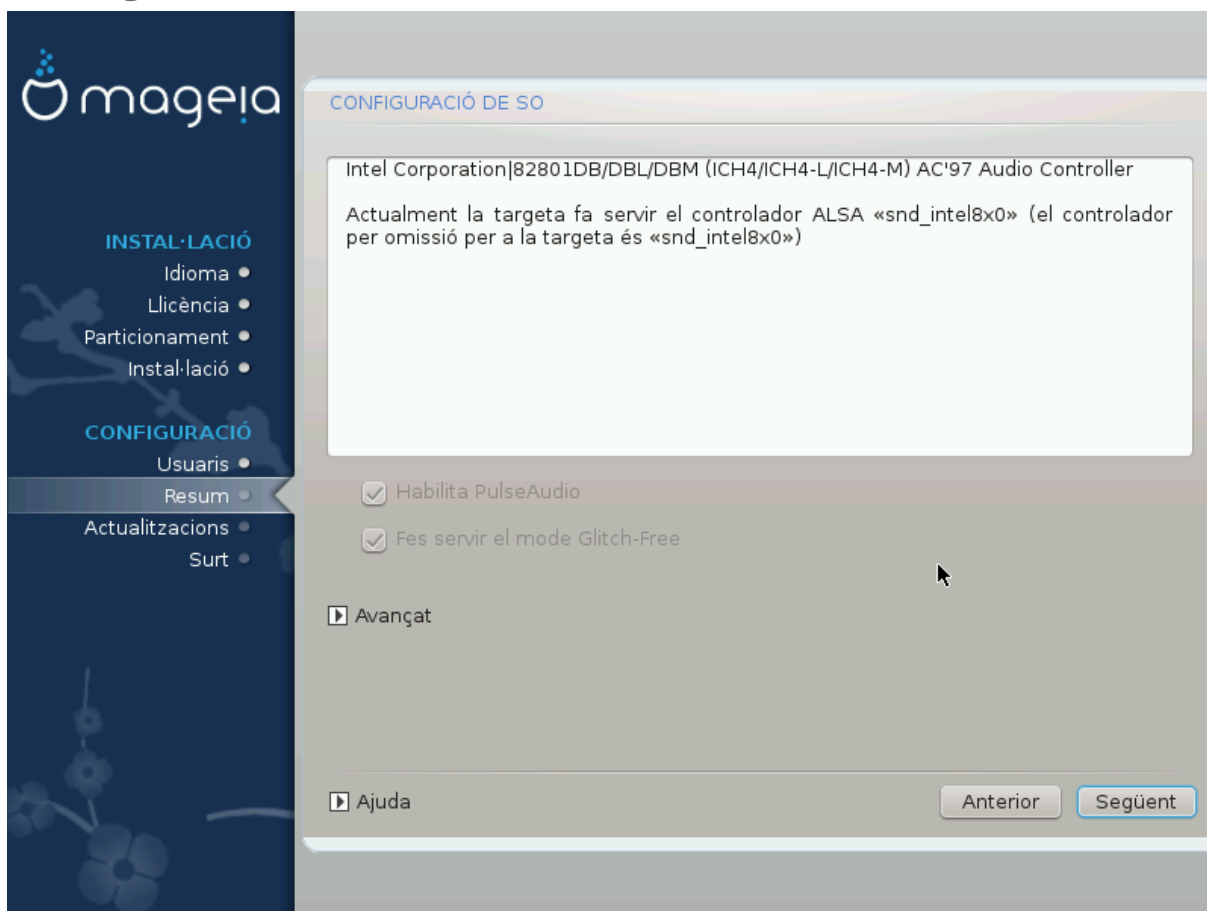 mageia
CONFIGURACIÓ DE SO
Intel Corporation|82801DB/DBL/DBM (ICH4/ICH4-L/ICH4-M) AC'97 Audio Controller
Actualment la targeta fa servir el controlador ALSA «snd_intel8x0» (el controlador
per omissió per a la targeta és «snd_intel8x0»)
INSTAL·LACIÓ
Idioma
Llicència
Particionament
Instal·lació
CONFIGURACIÓ
Usuaris
Resum
Actualitzacions
Surt
Habilita PulseAudio
Fes servir el mode Glitch-Free
Avançat
Ajuda
Anterior
Següent